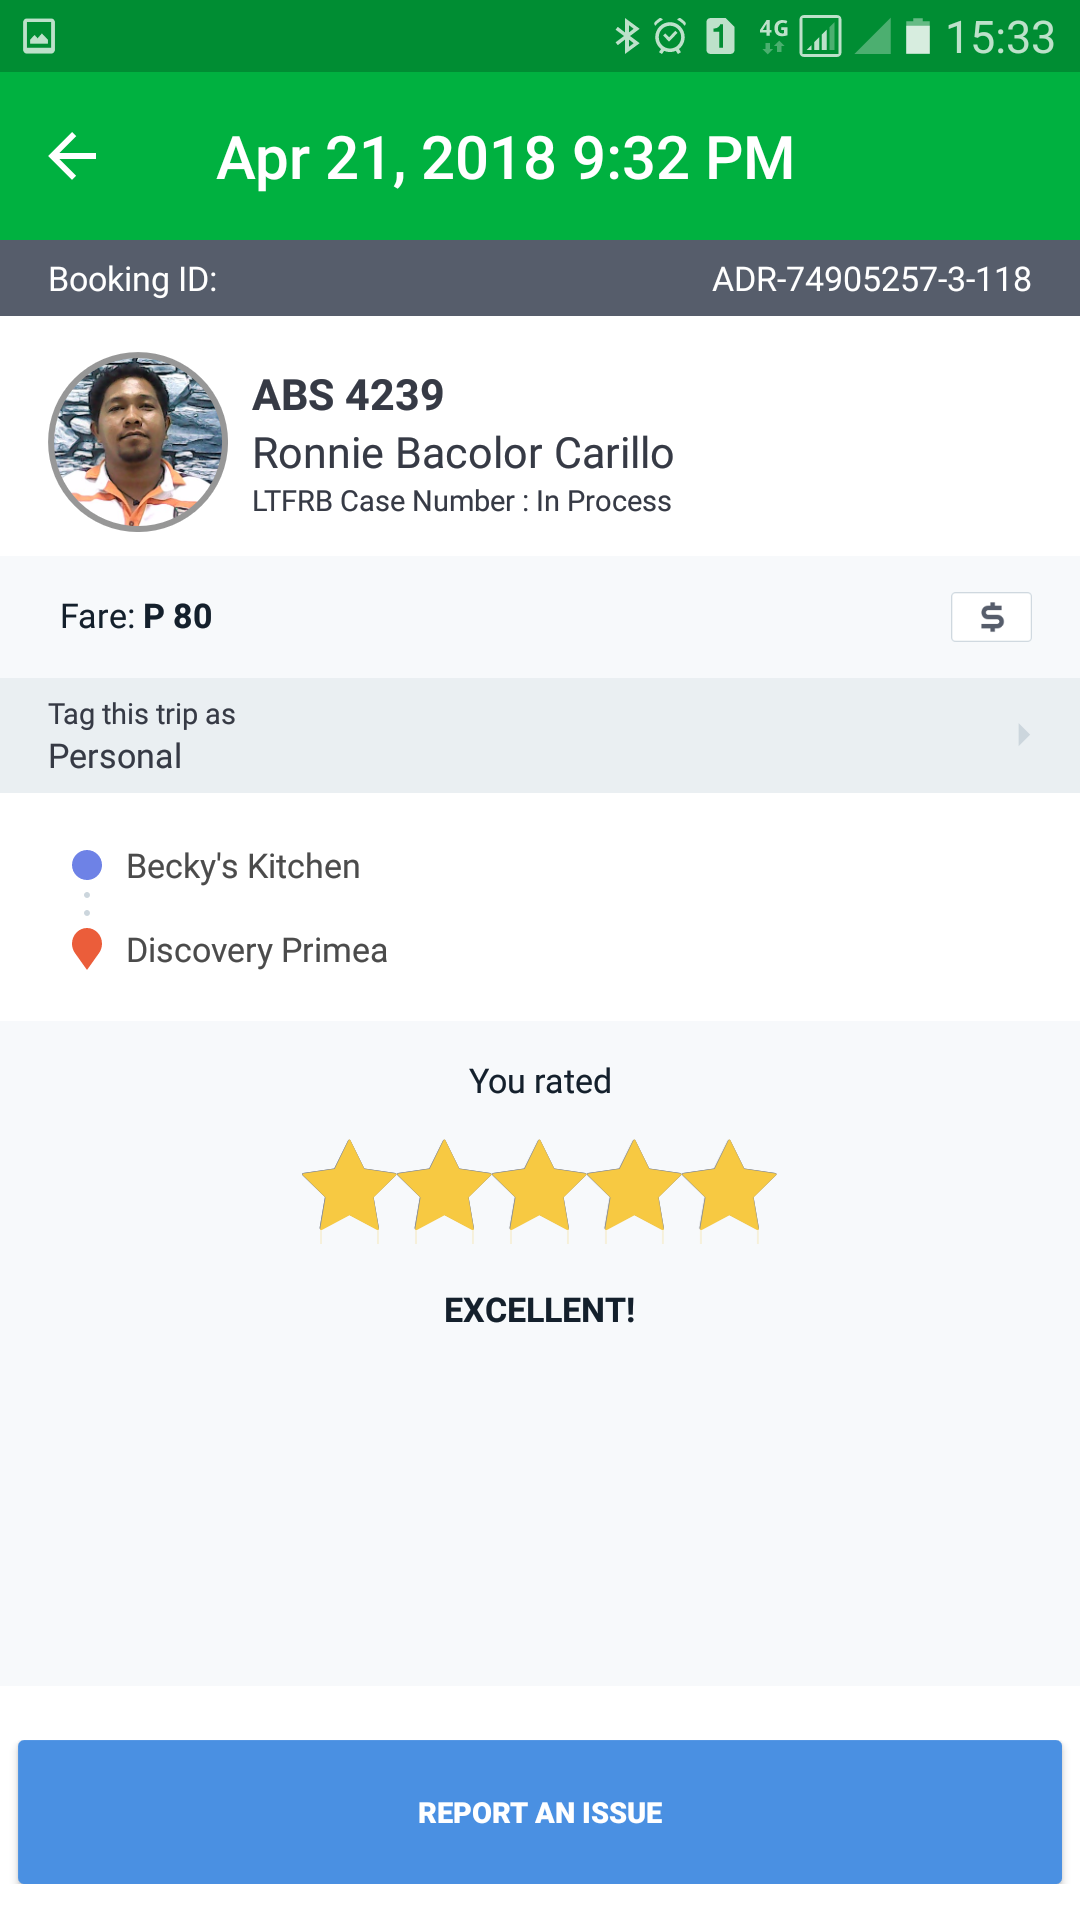 1 4G 15:33
Apr 21, 2018 9:32 PM
Booking ID: ADR-74905257-3-118
ABS 4239
Ronnie Bacolor Carillo
LTFRB Case Number : In Process
Fare: P 80 $
Tag this trip as
Personal
Becky's Kitchen
Discovery Primea
You rated
EXCELLENT!
REPORT AN ISSUE